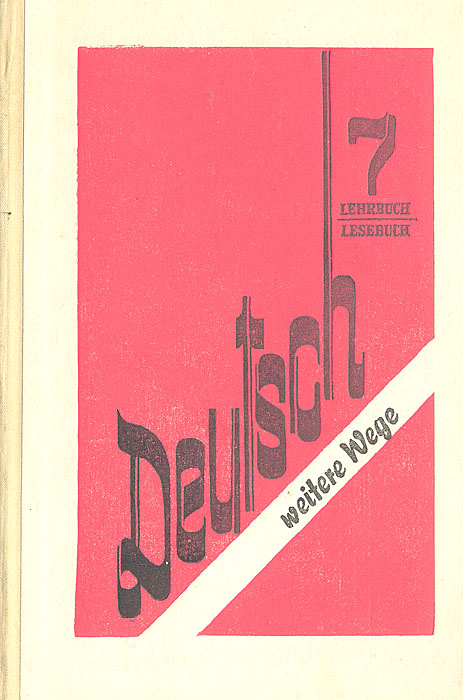 7
LEHRBUCH
LESEBUCH
Deutsch
weitere Wege